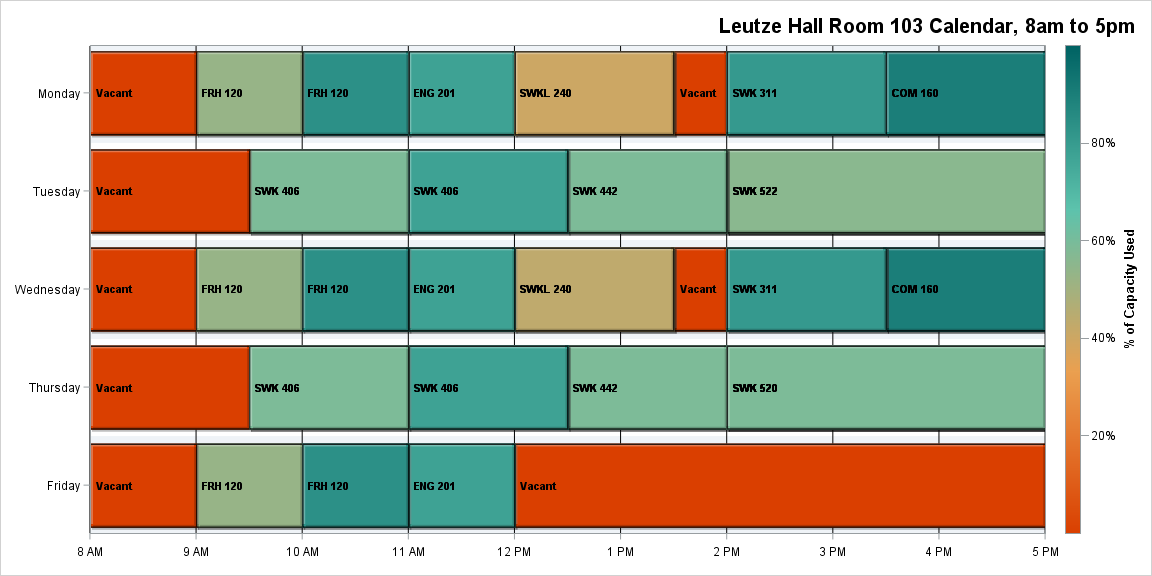 Leutze Hall Room 103 Calendar, 8am to 5pm
Monday
Vacant
FRH 120
FRH 120
ENG 201
SWKL 240
Vacant
SWK 311
COM 160
Tuesday
Vacant
SWK 406
SWK 406
SWK 442
SWK 522
Wednesday
Vacant
FRH 120
FRH 120
ENG 201
SWKL 240
Vacant
SWK 311
COM 160
Thursday
Vacant
SWK 406
SWK 406
SWK 442
SWK 520
Friday
Vacant
FRH 120
FRH 120
ENG 201
Vacant
8 AM
9 AM
10 AM
11 AM
12 PM
1 PM
2 PM
3 PM
4 PM
5 PM
80%
60%
40%
20%
% of Capacity Used